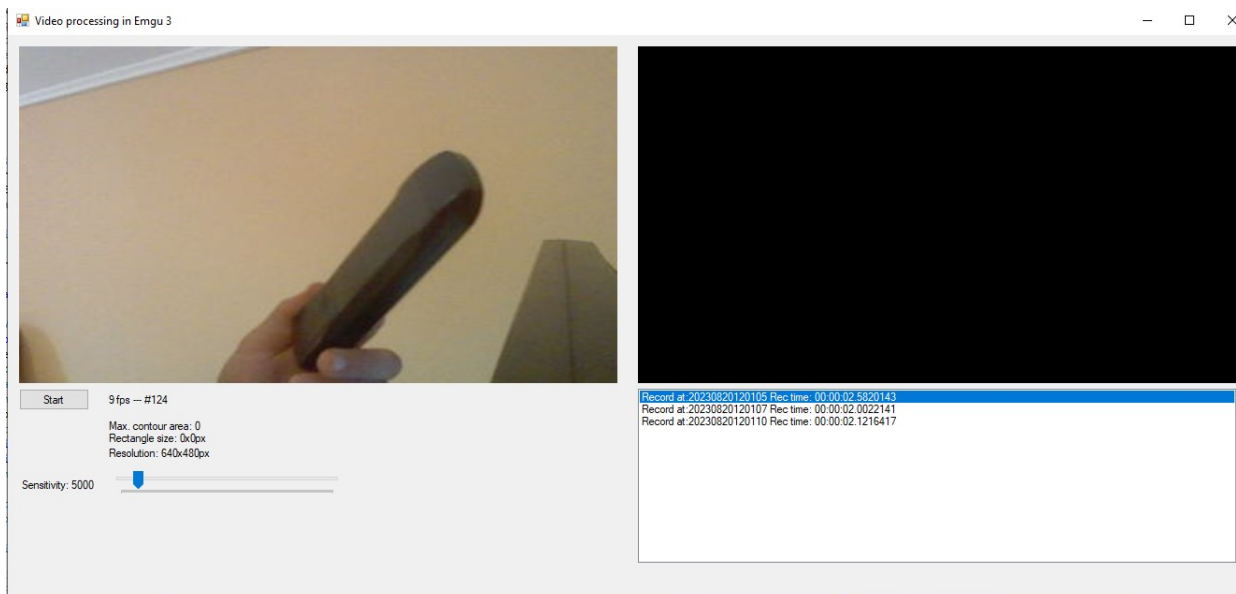 Video processing in Emgu 3
Start
9 fps --- #124
Max. contour area: 0
Rectangle size: 0x0px
Resolution: 640x480px
Sensitivity: 5000
Record at:20230820120105 Rec time: 00:00:02.5820143
Record at:20230820120107 Rec time: 00:00:02.0022141
Record at:20230820120110 Rec time: 00:00:02.1216417